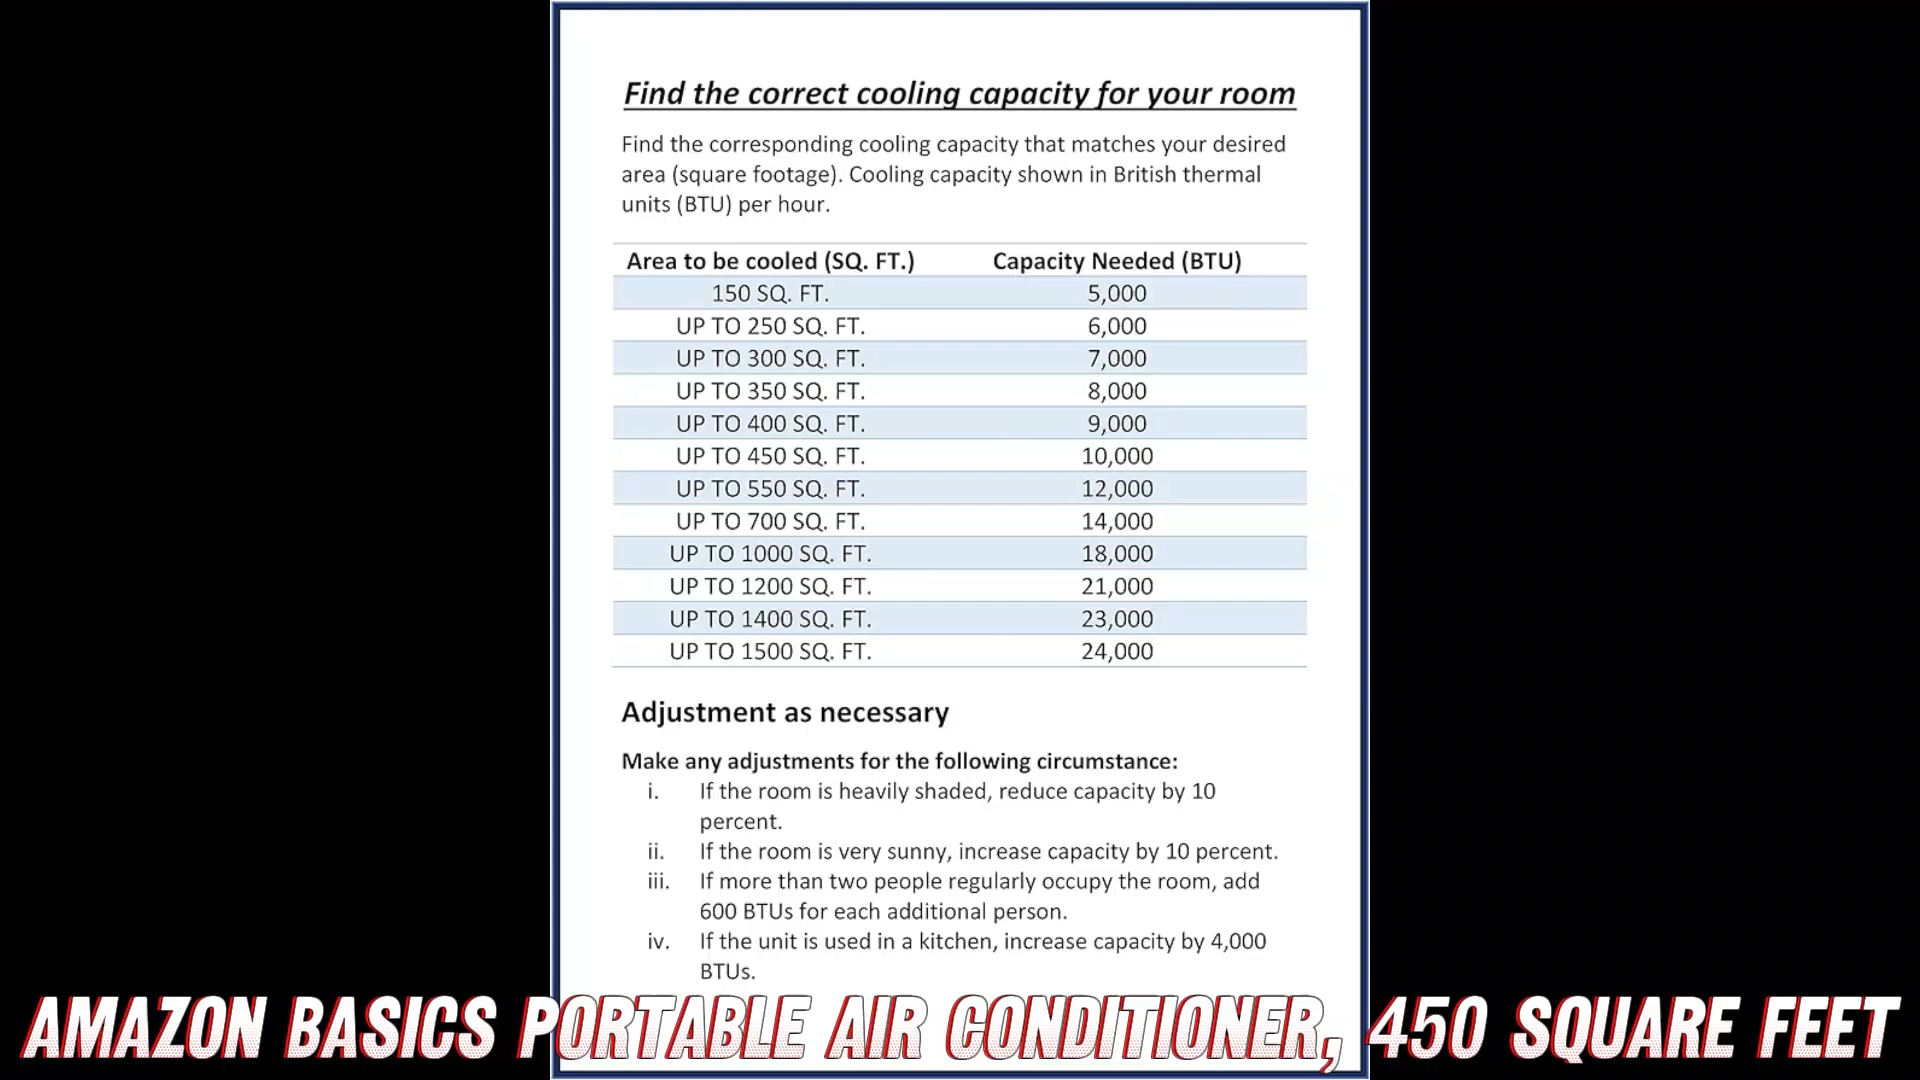 Find the correct cooling capacity for your room
Find the corresponding cooling capacity that matches your desired
area (square footage). Cooling capacity shown in British thermal
units (BTU) per hour.
Area to be cooled (SQ. FT.) Capacity Needed (BTU)
150 SQ. FT. 5,000
UP TO 250 SQ. FT. 6,000
UP TO 300 SQ. FT. 7,000
UP TO 350 SQ. FT. 8,000
UP TO 400 SQ. FT. 9,000
UP TO 450 SQ. FT. 10,000
UP TO 550 SQ. FT. 12,000
UP TO 700 SQ. FT. 14,000
UP TO 1000 SQ. FT. 18,000
UP TO 1200 SQ. FT. 21,000
UP TO 1400 SQ. FT. 23,000
UP TO 1500 SQ. FT. 24,000
Adjustment as necessary
Make any adjustments for the following circumstance:
i. If the room is heavily shaded, reduce capacity by 10
percent.
ii. If the room is very sunny, increase capacity by 10 percent.
iii. If more than two people regularly occupy the room, add
600 BTUs for each additional person.
iv. If the unit is used in a kitchen, increase capacity by 4,000
BTUs.
AMAZON BASICS PORTABLE AIR CONDITIONER, 450 SQUARE FEET